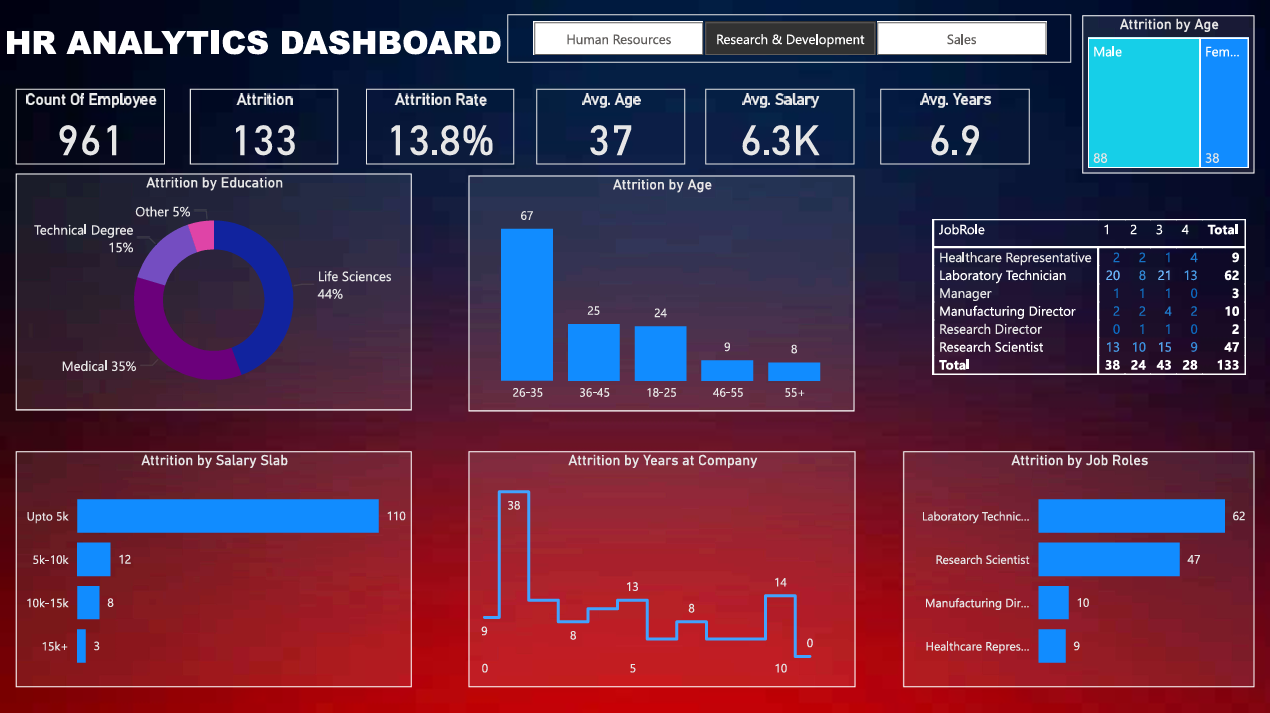 HR ANALYTICS DASHBOARD
Human Resources
Research & Development
Sales
Attrition by Age
Male
Fem...
88
38
Count Of Employee
961
Attrition
133
Attrition Rate
13.8%
Avg. Age
37
Avg. Salary
6.3K
Avg. Years
6.9
Attrition by Education
Other 5%
Technical Degree
15%
Life Sciences
44%
Medical 35%
Attrition by Age
67
25
24
9
8
26-35
36-45
18-25
46-55
55+
JobRole 1 2 3 4 Total
Healthcare Representative 2 2 1 4 9
Laboratory Technician 20 8 21 13 62
Manager 1 1 1 0 3
Manufacturing Director 2 2 4 2 10
Research Director 0 1 1 0 2
Research Scientist 13 10 15 9 47
Total 38 24 43 28 133
Attrition by Salary Slab
Upto 5k 110
5k-10k 12
10k-15k 8
15k+ 3
Attrition by Years at Company
38
13
14
8
9
8
0
0
5
10
Attrition by Job Roles
Laboratory Technic... 62
Research Scientist 47
Manufacturing Dir... 10
Healthcare Repres... 9